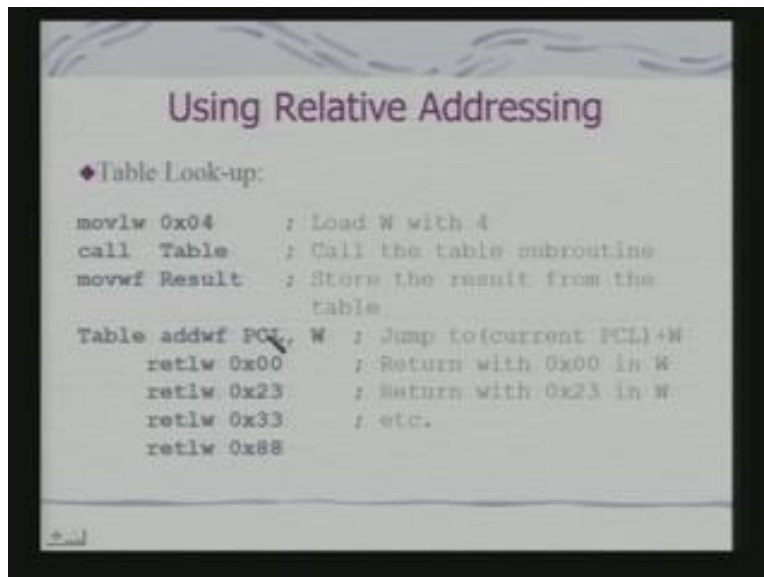 Using Relative Addressing
◆Table Look-up:
movlw 0x04 ; Load W with 4
call Table ; Call the table subroutine
movwf Result ; Store the result from the
table
Table addwf PCL, W ; Jump to(current PCL)+W
retlw 0x00 ; Return with 0x00 in W
retlw 0x23 ; Return with 0x23 in W
retlw 0x33 ; etc.
retlw 0x88